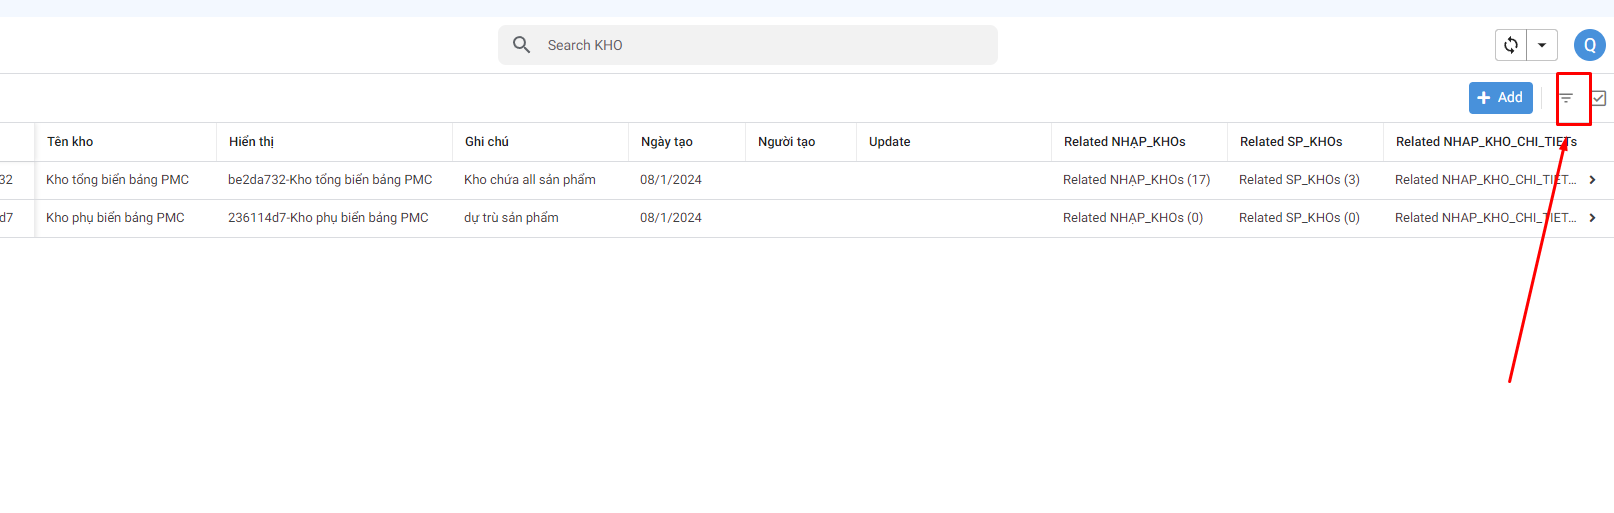 Search KHO
Q
Add
Tên kho Hiển thị Ghi chú Ngày tạo Người tạo Update Related NHẬP_KHOs Related SP_KHOs Related NHAP_KHO_CHI_TIETs
32 Kho tổng biển bảng PMC be2da732-Kho tổng biển bảng PMC Kho chứa all sản phẩm 08/1/2024 Related NHẬP_KHOs (17) Related SP_KHOs (3) Related NHAP_KHO_CHI_TIET...
d7 Kho phụ biển bảng PMC 236114d7-Kho phụ biển bảng PMC dự trù sản phẩm 08/1/2024 Related NHẬP_KHOs (0) Related SP_KHOs (0) Related NHAP_KHO_CHI_TIET...